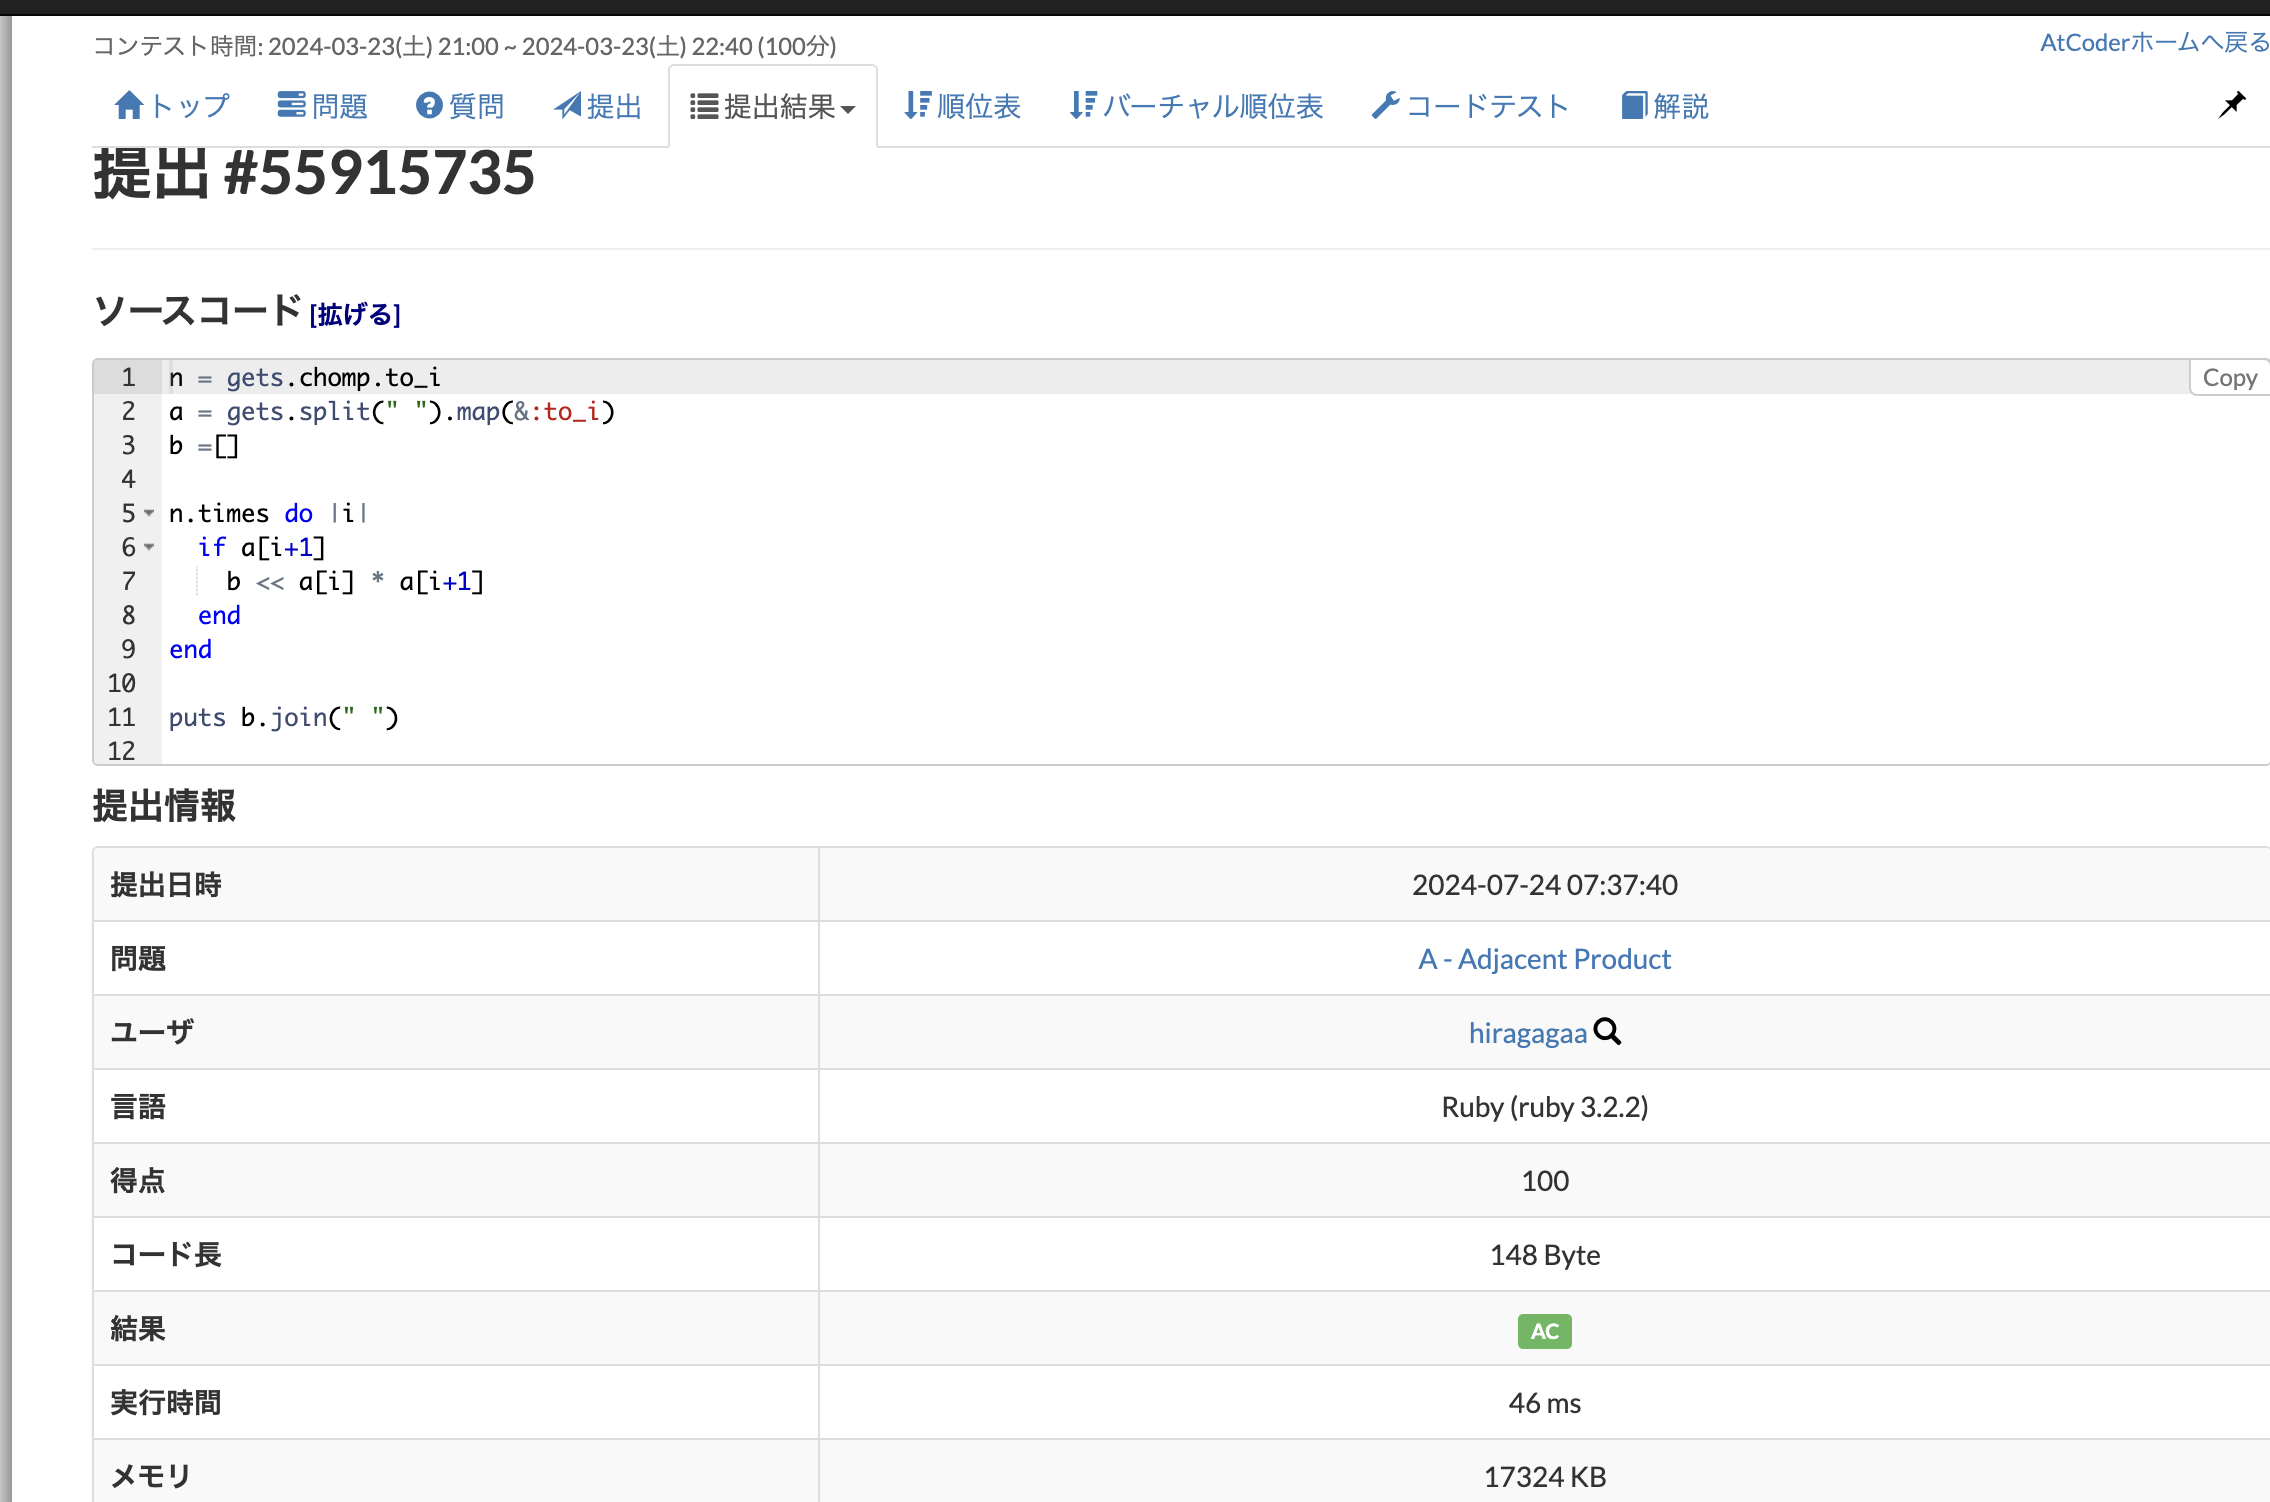 コンテスト時間: 2024-03-23(土) 21:00 ~ 2024-03-23(土) 22:40 (100分)
AtCoderホームへ戻る
トップ 問題 質問 提出 提出結果 順位表 バーチャル順位表 コードテスト 解説
提出 #55915735
ソースコード [拡げる]
Copy
1 n = gets.chomp.to_i
2 a = gets.split(" ").map(&:to_i)
3 b =[]
4
5 n.times do |i|
6   if a[i+1]
7     b << a[i] * a[i+1]
8   end
9 end
10
11 puts b.join(" ")
12
提出情報
提出日時 2024-07-24 07:37:40
問題 A - Adjacent Product
ユーザ hiragagaa
言語 Ruby (ruby 3.2.2)
得点 100
コード長 148 Byte
結果 AC
実行時間 46 ms
メモリ 17324 KB